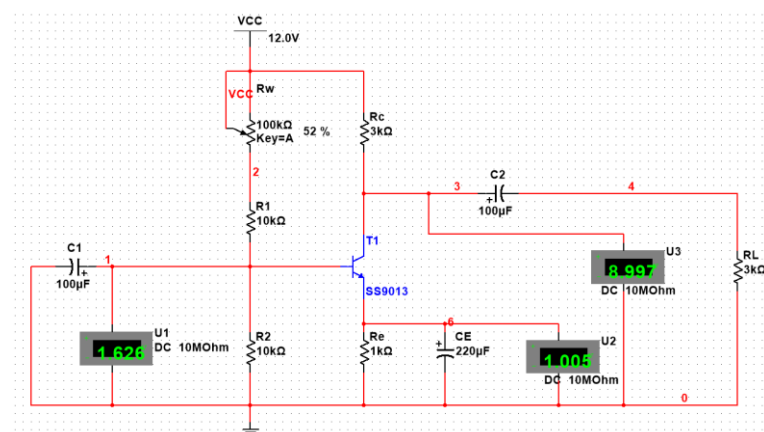 VCC
12.0V
VCC
Rw
100kΩ
Key=A
52 %
Rc
3kΩ
2
R1
10kΩ
C2
3
4
100µF
T1
C1
1
100µF
SS9013
U3
8.997
DC 10MOhm
RL
3kΩ
U1
DC 10MOhm
1.626
R2
10kΩ
6
Re
1kΩ
CE
220µF
U2
1.005
DC 10MOhm
0